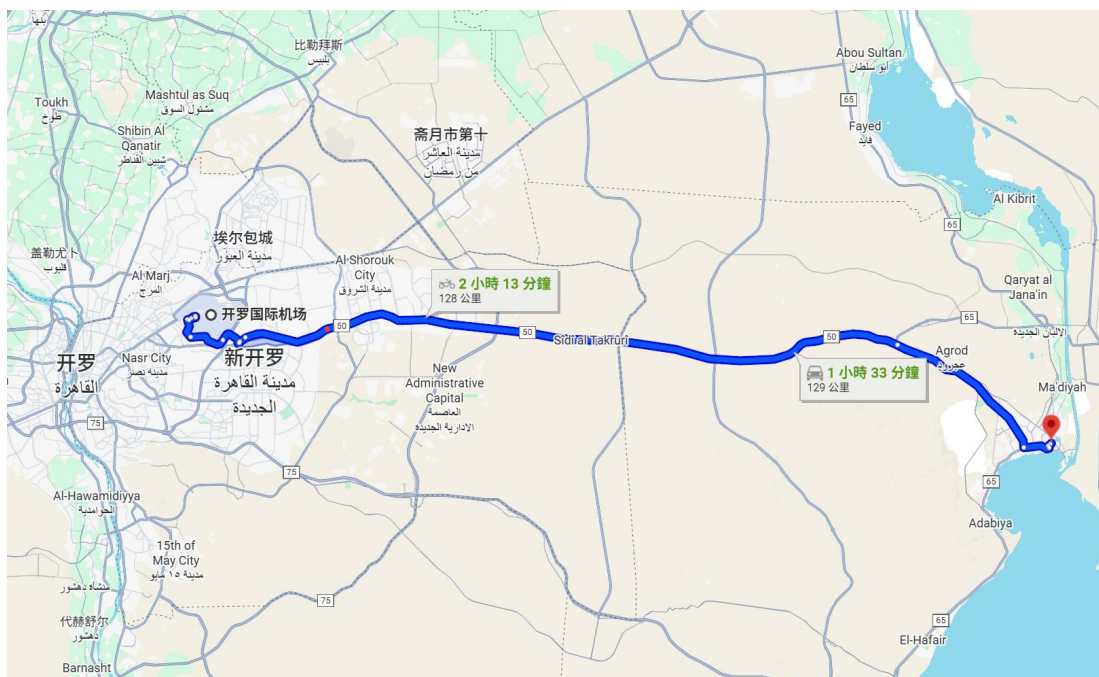 بنها
比勒拜斯
بلبيس
Abou Sultan
أبو سلطان
Toukh
طوخ
Mashtul as Suq
مشتول السوق
65
斋月市第十
مدينة العاشر
من رمضان
Shibin Al
Qanatir
شبين القناطر
Fayed
فايد
Al Kibrit
65
盖勒尤卜
قليوب
埃尔包城
مدينة العبور
Al Marj
المرج
Al Shorouk
City
مدينة الشروق
2 小時 13 分鐘
128 公里
Qaryat al
Jana'in
开罗国际机场
50
50
Sidi al Takrūrī
50
65
开罗
القاهرة
Nasr City
مدينة نصر
新开罗
مدينة القاهرة
الجديدة
New
Administrative
Capital
العاصمة
الادارية الجديده
Agrod
عجرود
1 小時 33 分鐘
129 公里
Ma'diyah
75
75
65
Al-Hawamidiyya
الحوامدية
Adabiya
15th of
May City
مدينة ١٥ مايو
منشأه دهشور
75
代赫舒尔
دهشور
65
El-Hafair
Barnasht